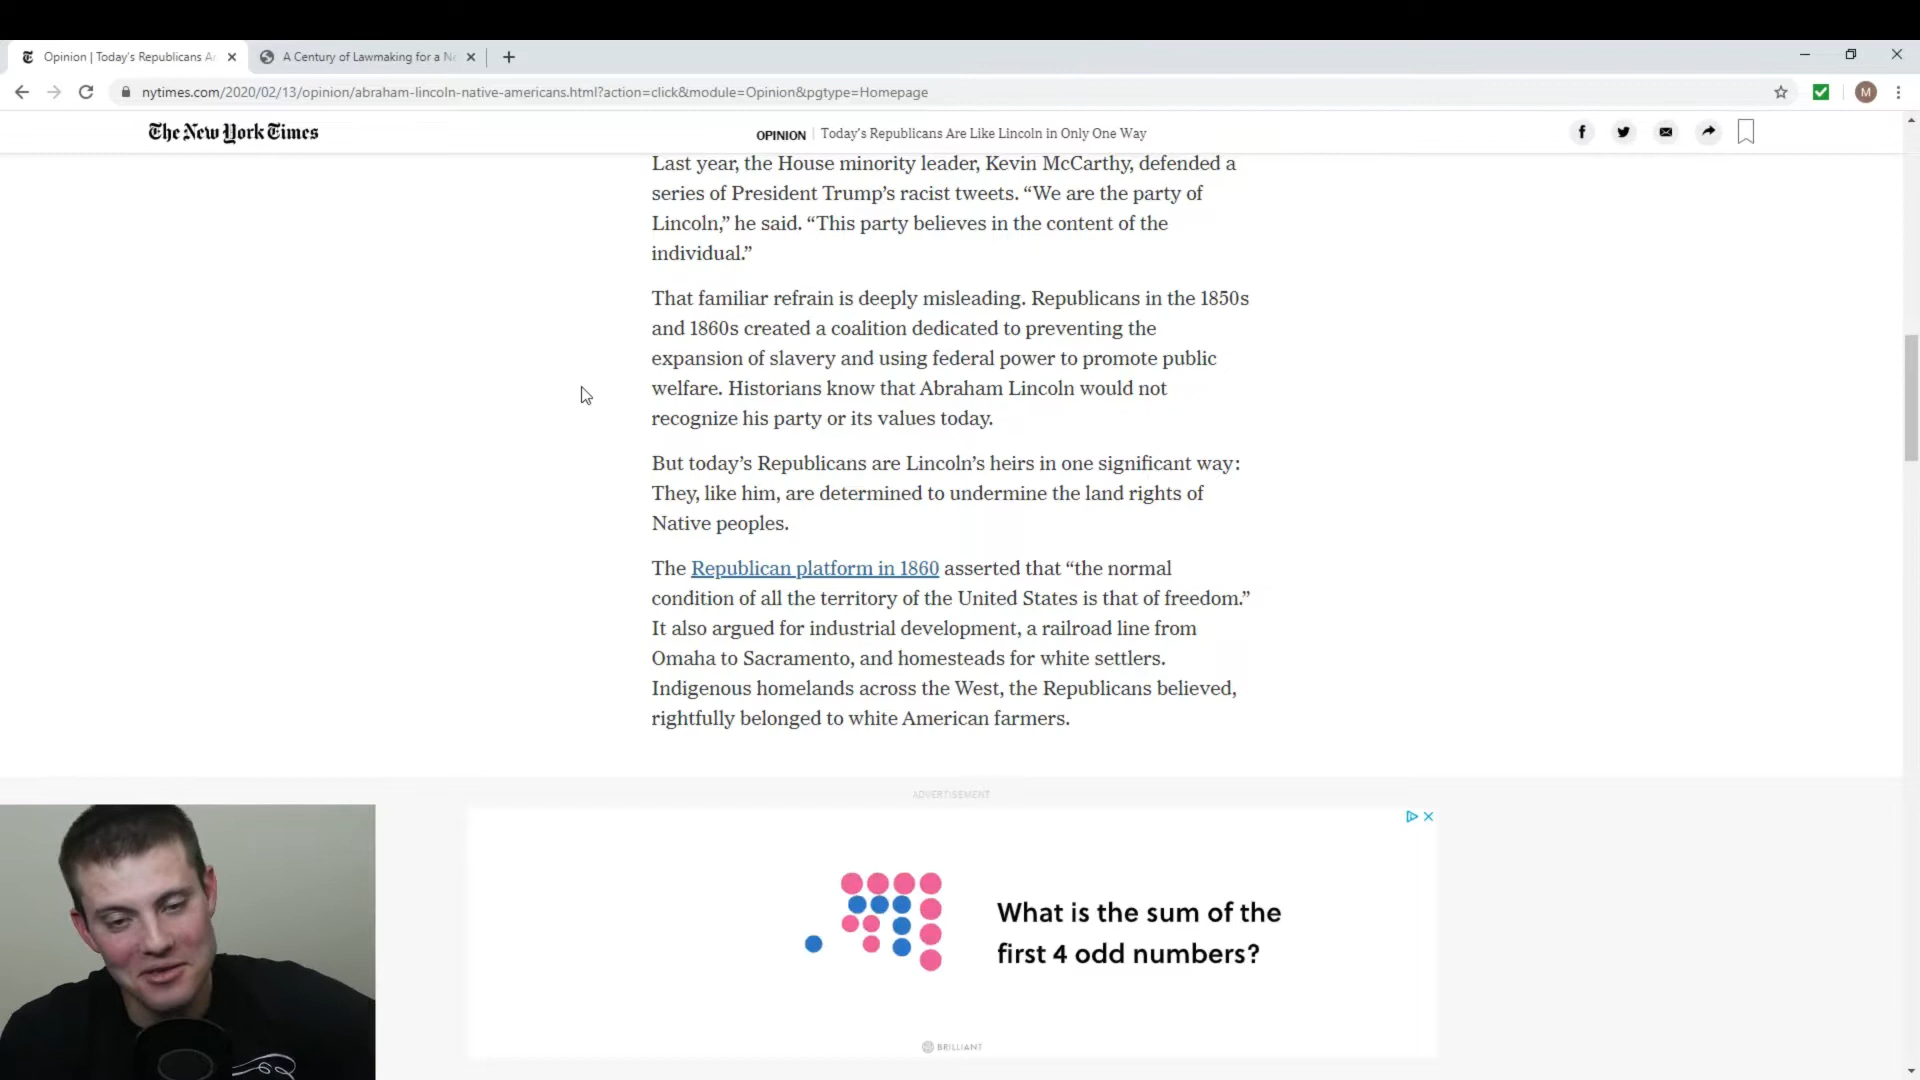 Opinion | Today's Republicans Ar
A Century of Lawmaking for a Ne
nytimes.com/2020/02/13/opinion/abraham-lincoln-native-americans.html?action=click&module=Opinion&pgtype=Homepage
M
The New York Times
OPINION | Today's Republicans Are Like Lincoln in Only One Way
Last year, the House minority leader, Kevin McCarthy, defended a
series of President Trump's racist tweets. “We are the party of
Lincoln,” he said. “This party believes in the content of the
individual.”
That familiar refrain is deeply misleading. Republicans in the 1850s
and 1860s created a coalition dedicated to preventing the
expansion of slavery and using federal power to promote public
welfare. Historians know that Abraham Lincoln would not
recognize his party or its values today.
But today's Republicans are Lincoln's heirs in one significant way:
They, like him, are determined to undermine the land rights of
Native peoples.
The Republican platform in 1860 asserted that “the normal
condition of all the territory of the United States is that of freedom.”
It also argued for industrial development, a railroad line from
Omaha to Sacramento, and homesteads for white settlers.
Indigenous homelands across the West, the Republicans believed,
rightfully belonged to white American farmers.
ADVERTISEMENT
What is the sum of the
first 4 odd numbers?
BRILLIANT